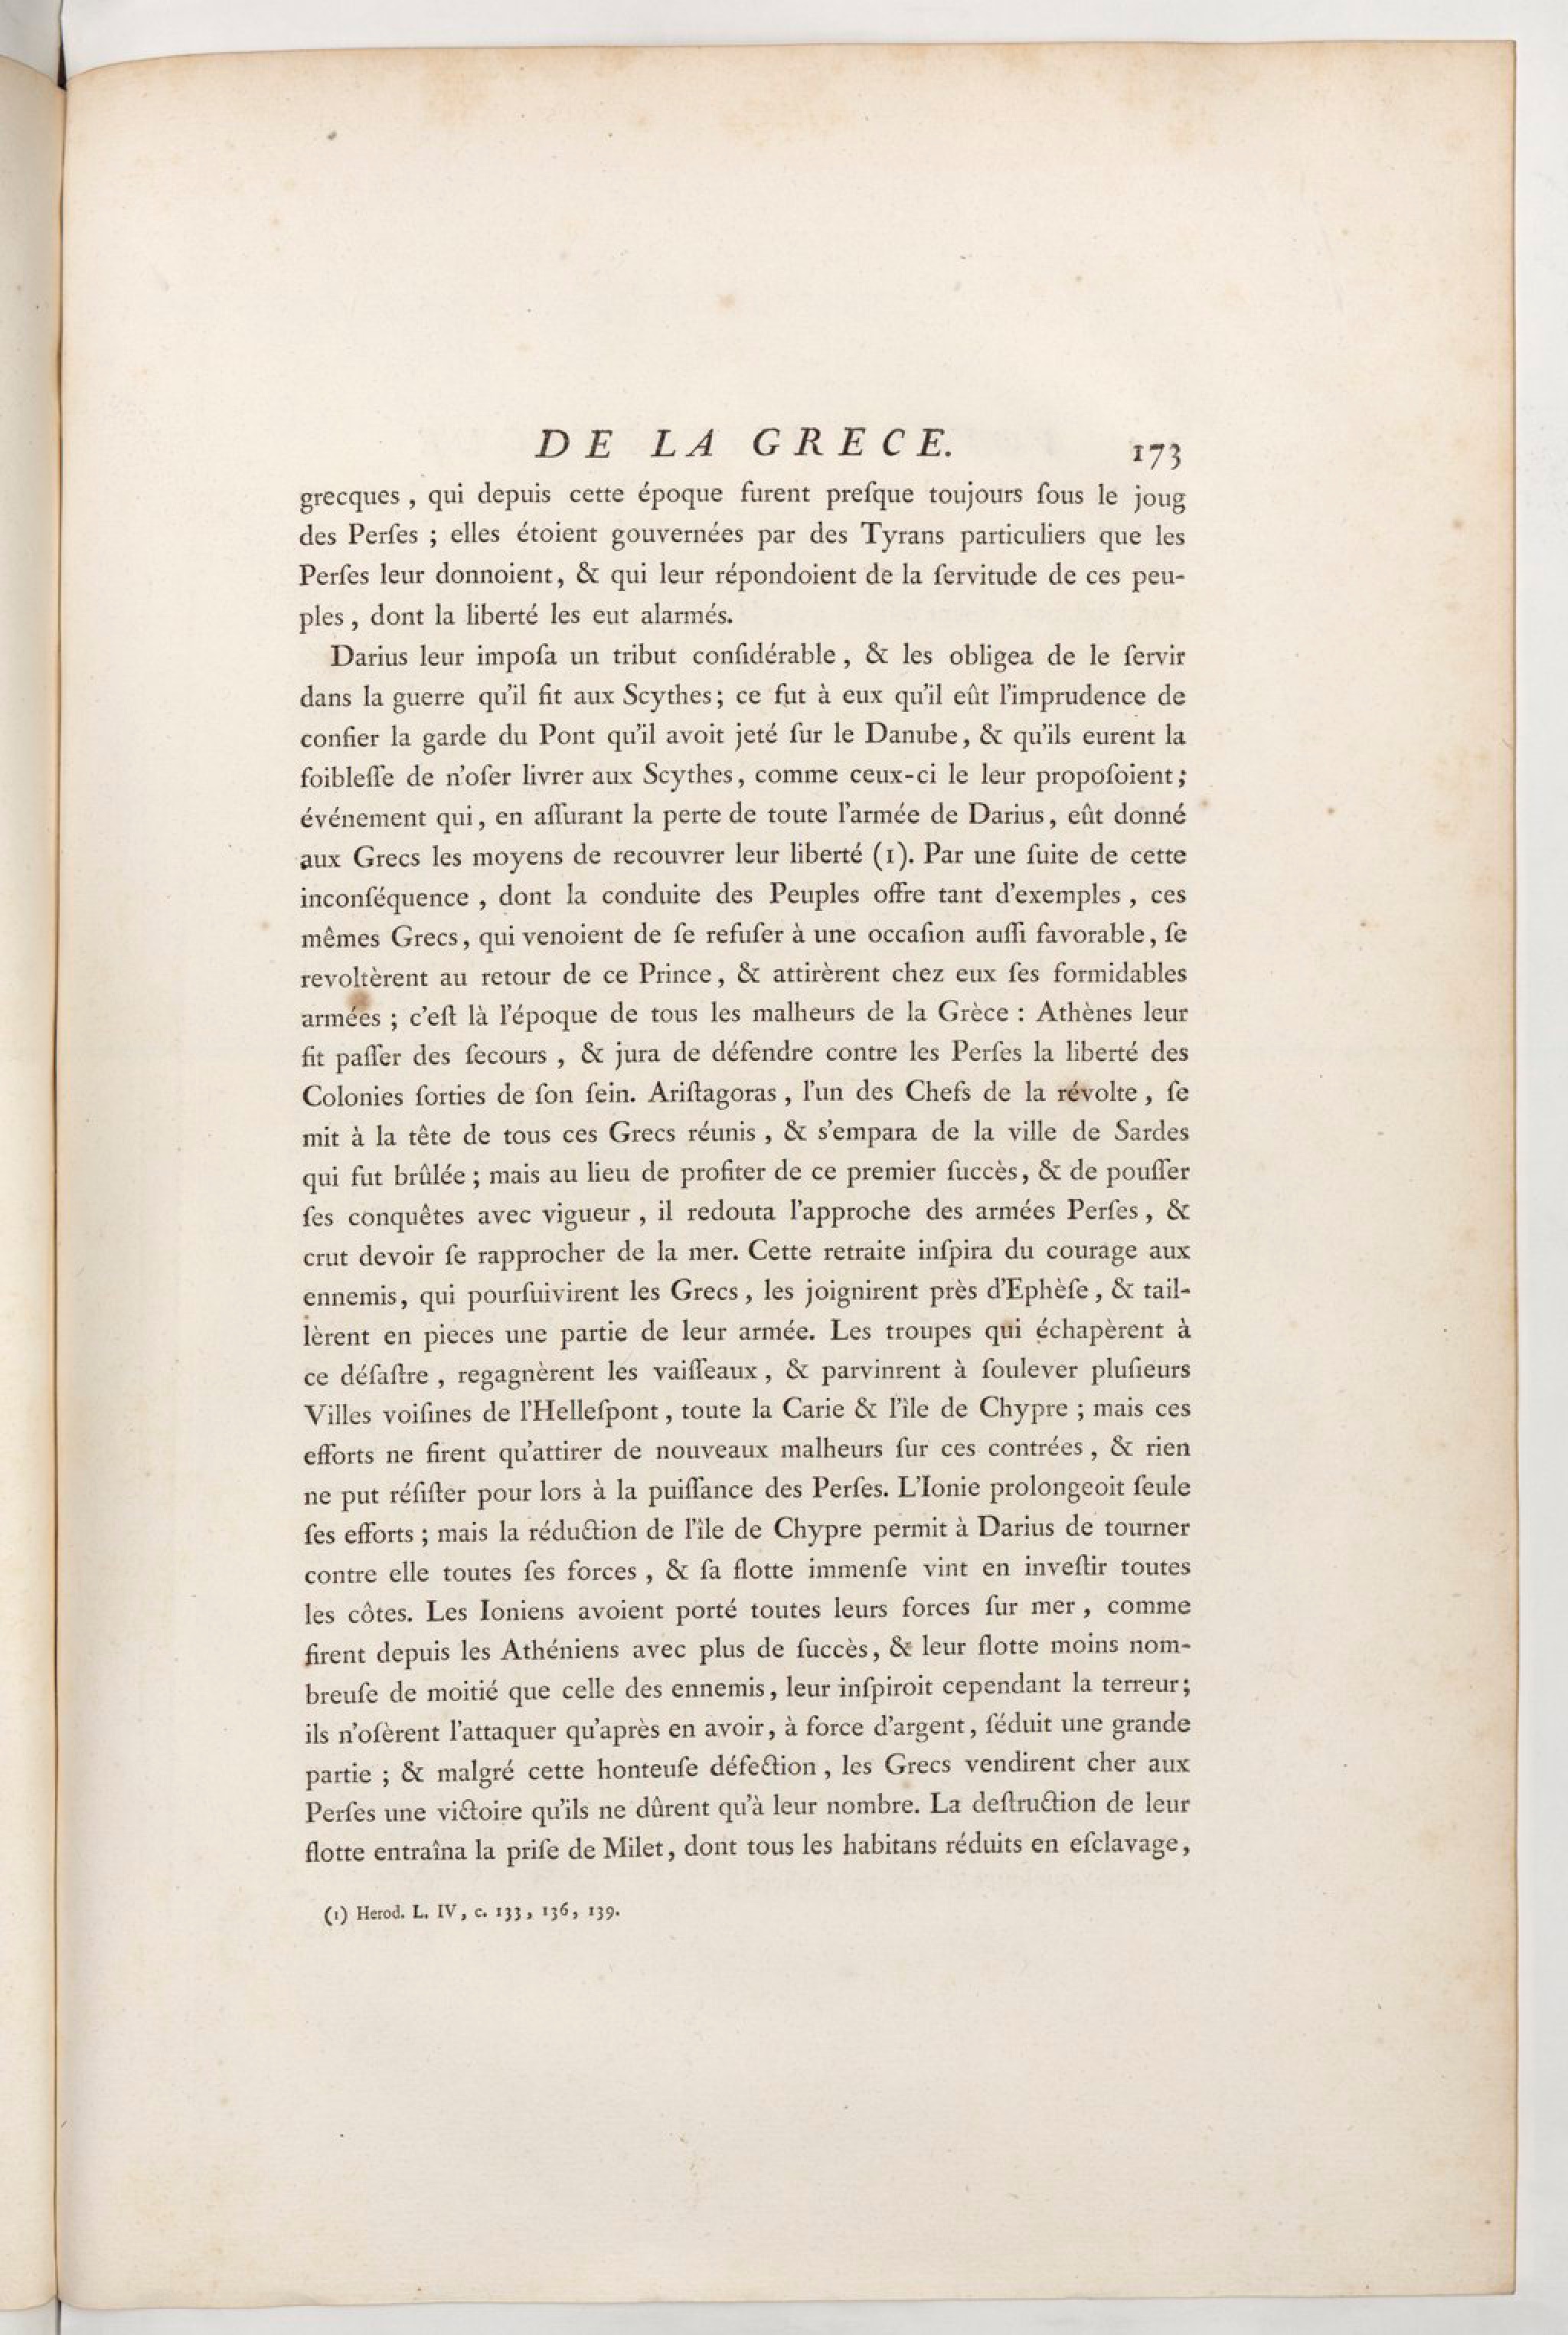 DE LA GRECE. 173
grecques , qui depuis cette époque furent preſque toujours ſous le joug
des Perſes ; elles étoient gouvernées par des Tyrans particuliers que les
Perſes leur donnoient, & qui leur répondoient de la ſervitude de ces peu-
ples , dont la liberté les eut alarmés.
Darius leur impoſa un tribut conſidérable , & les obligea de le ſervir
dans la guerre qu'il fit aux Scythes ; ce fut à eux qu'il eût l'imprudence de
confier la garde du Pont qu'il avoit jeté ſur le Danube, & qu'ils eurent la
foibleſſe de n'oſer livrer aux Scythes, comme ceux-ci le leur propoſoient ;
événement qui, en aſſurant la perte de toute l'armée de Darius, eût donné
aux Grecs les moyens de recouvrer leur liberté (1). Par une ſuite de cette
inconſéquence , dont la conduite des Peuples offre tant d'exemples , ces
mêmes Grecs, qui venoient de ſe refuſer à une occaſion auſſi favorable, ſe
revoltèrent au retour de ce Prince, & attirèrent chez eux ſes formidables
armées ; c'eſt là l'époque de tous les malheurs de la Grèce : Athènes leur
fit paſſer des ſecours , & jura de défendre contre les Perſes la liberté des
Colonies ſorties de ſon ſein. Ariſtagoras , l'un des Chefs de la révolte , ſe
mit à la tête de tous ces Grecs réunis , & s'empara de la ville de Sardes
qui fut brûlée ; mais au lieu de profiter de ce premier ſuccès, & de pouſſer
ſes conquêtes avec vigueur , il redouta l'approche des armées Perſes , &
crut devoir ſe rapprocher de la mer. Cette retraite inſpira du courage aux
ennemis, qui pourſuivirent les Grecs , les joignirent près d'Ephèſe , & tail-
lèrent en pieces une partie de leur armée. Les troupes qui échapèrent à
ce déſaſtre , regagnèrent les vaiſſeaux , & parvinrent à ſoulever pluſieurs
Villes voiſines de l'Helleſpont , toute la Carie & l'île de Chypre ; mais ces
efforts ne firent qu'attirer de nouveaux malheurs ſur ces contrées , & rien
ne put réſiſter pour lors à la puiſſance des Perſes. L'Ionie prolongeoit ſeule
ſes efforts ; mais la réduction de l'île de Chypre permit à Darius de tourner
contre elle toutes ſes forces , & ſa flotte immenſe vint en inveſtir toutes
les côtes. Les Ioniens avoient porté toutes leurs forces ſur mer , comme
firent depuis les Athéniens avec plus de ſuccès, & leur flotte moins nom-
breuſe de moitié que celle des ennemis, leur inſpiroit cependant la terreur ;
ils n'oſèrent l'attaquer qu'après en avoir, à force d'argent, ſéduit une grande
partie ; & malgré cette honteuſe défection , les Grecs vendirent cher aux
Perſes une victoire qu'ils ne dûrent qu'à leur nombre. La deſtruction de leur
flotte entraîna la priſe de Milet, dont tous les habitans réduits en eſclavage,
(1) Herod. L. IV, c. 133, 136, 139.